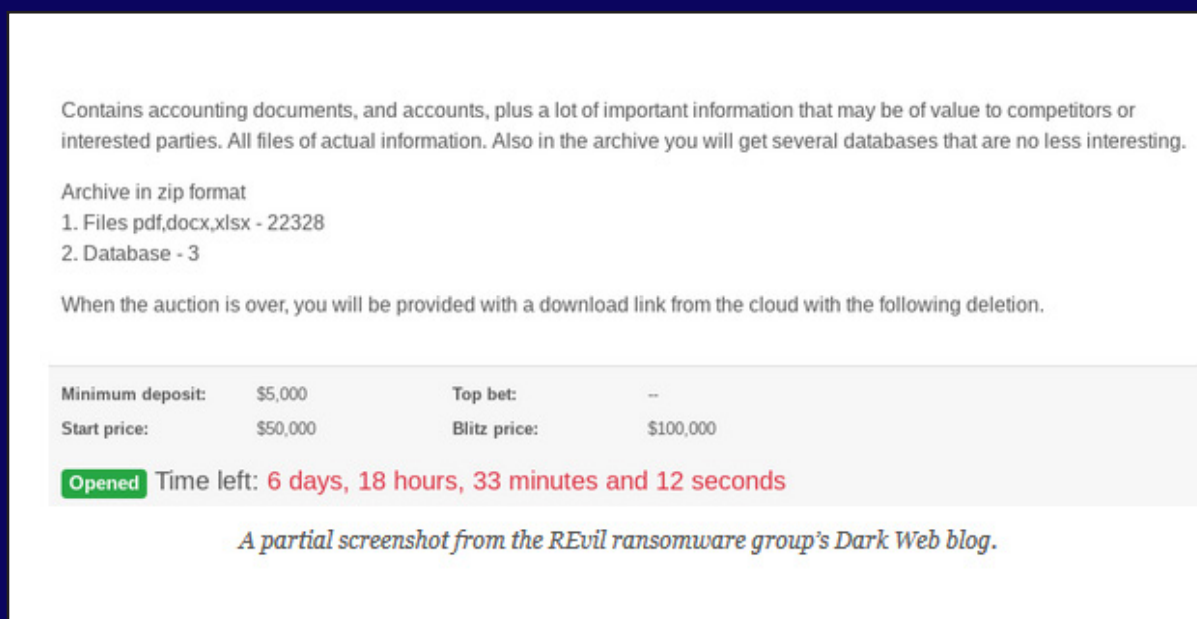 Contains accounting documents, and accounts, plus a lot of important information that may be of value to competitors or
interested parties. All files of actual information. Also in the archive you will get several databases that are no less interesting.
Archive in zip format
1. Files pdf,docx,xlsx - 22328
2. Database - 3
When the auction is over, you will be provided with a download link from the cloud with the following deletion.
Minimum deposit: $5,000 Top bet: --
Start price: $50,000 Blitz price: $100,000
Opened Time left: 6 days, 18 hours, 33 minutes and 12 seconds
A partial screenshot from the REvil ransomware group's Dark Web blog.